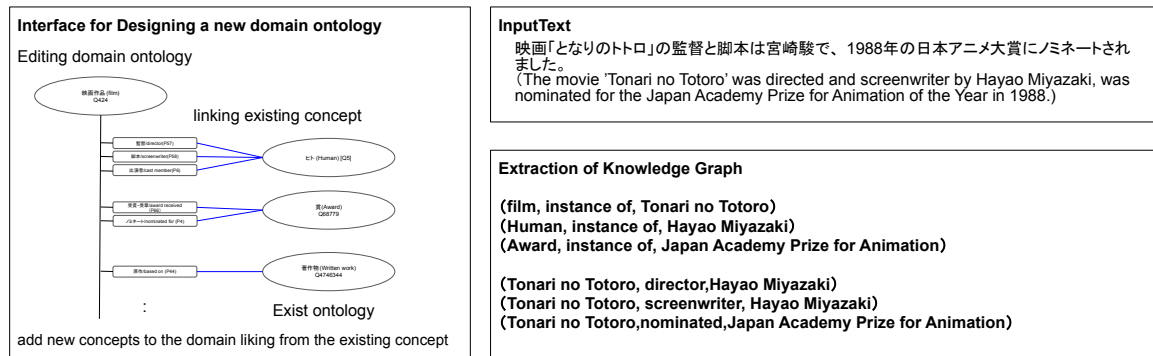 Interface for Designing a new domain ontology
Editing domain ontology
映画作品 (film)
Q424
linking existing concept
監督/director(P57)
脚本/screenwriter(P58)
出演者/cast member(P6)
ヒト (Human) [Q5]
受賞・受章/award received
(P66)
ノミネート/nominated for (P4)
賞(Award)
Q68779
原作/based on (P44)
著作物 (Written work)
Q4746344
:
Exist ontology
add new concepts to the domain liking from the existing concept
InputText
映画「となりのトトロ」の監督と脚本は宮崎駿で、 1988年の日本アニメ大賞にノミネートされ
ました。
(The movie 'Tonari no Totoro' was directed and screenwriter by Hayao Miyazaki, was
nominated for the Japan Academy Prize for Animation of the Year in 1988.)
Extraction of Knowledge Graph
(film, instance of, Tonari no Totoro)
(Human, instance of, Hayao Miyazaki)
(Award, instance of, Japan Academy Prize for Animation)
(Tonari no Totoro, director,Hayao Miyazaki)
(Tonari no Totoro, screenwriter, Hayao Miyazaki)
(Tonari no Totoro,nominated,Japan Academy Prize for Animation)